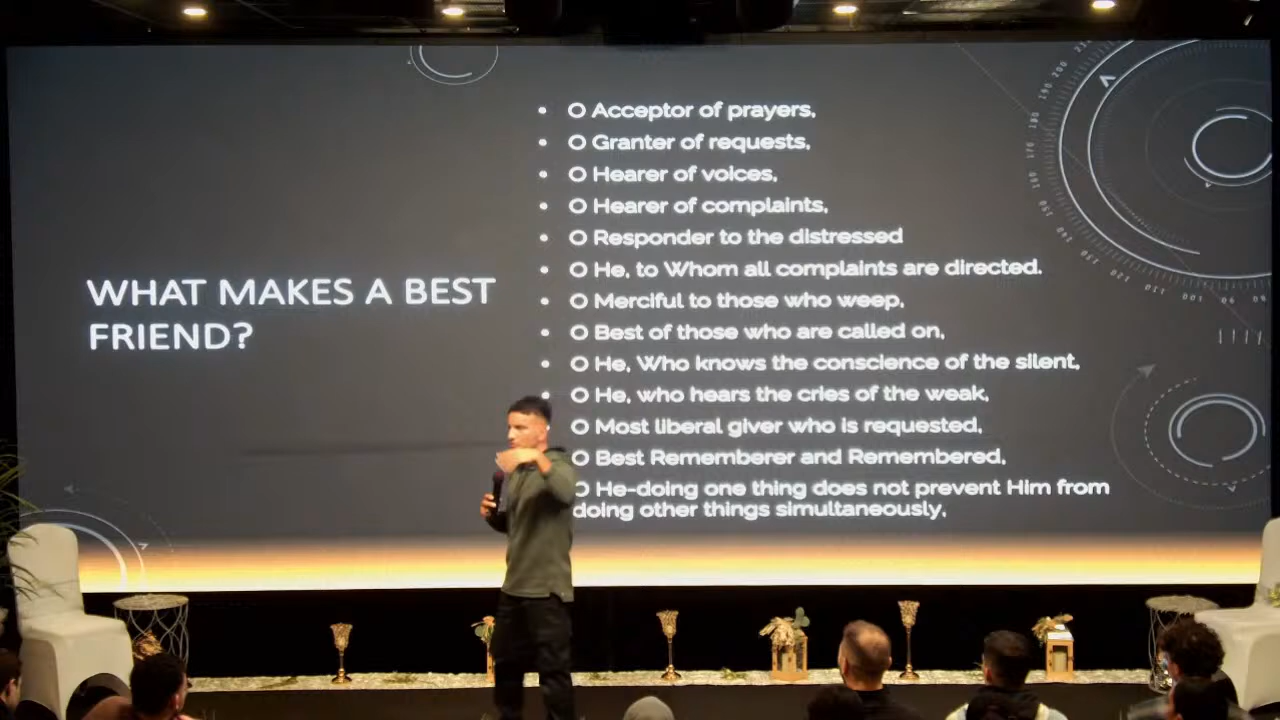 WHAT MAKES A BEST
FRIEND?
• O Acceptor of prayers,
• O Granter of requests,
• O Hearer of voices,
• O Hearer of complaints,
• O Responder to the distressed
• O He, to Whom all complaints are directed.
• O Merciful to those who weep,
• O Best of those who are called on,
• O He, Who knows the conscience of the silent,
• O He, who hears the cries of the weak,
O Most liberal giver who is requested,
O Best Rememberer and Remembered,
O He-doing one thing does not prevent Him from
doing other things simultaneously,